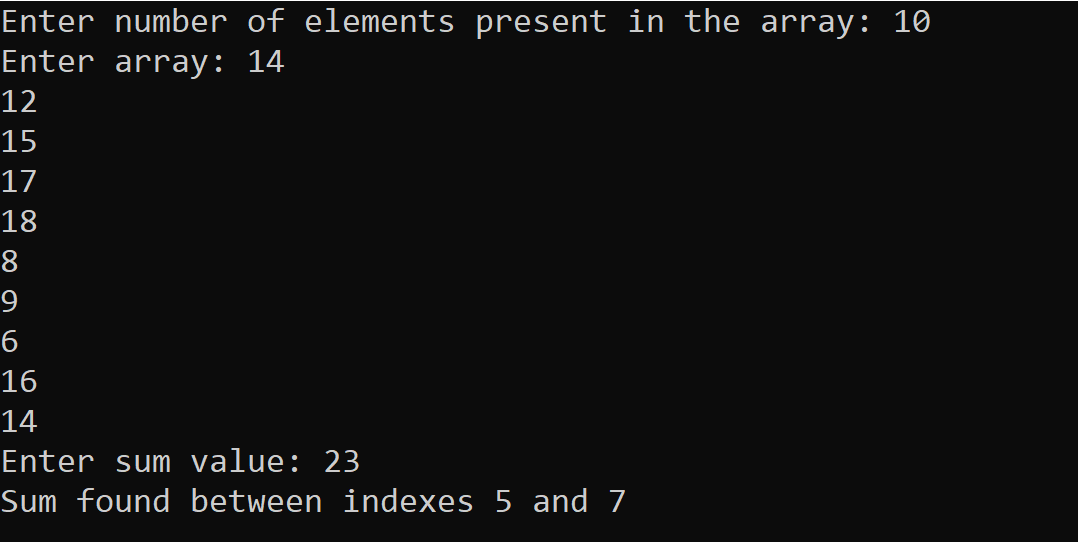 Enter number of elements present in the array: 10
Enter array: 14
12
15
17
18
8
9
6
16
14
Enter sum value: 23
Sum found between indexes 5 and 7